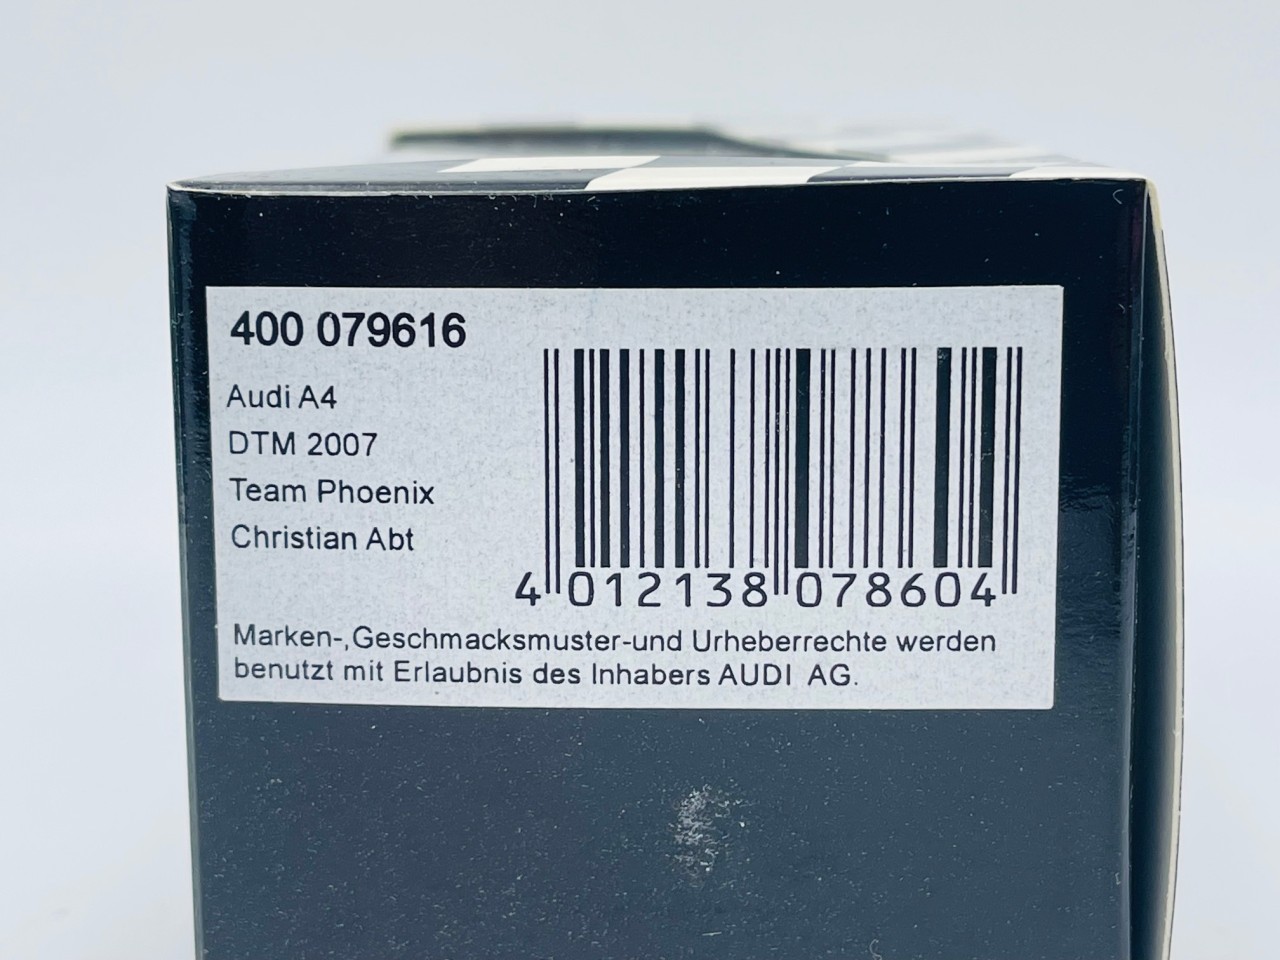 400 079616
Audi A4
DTM 2007
Team Phoenix
Christian Abt
4 012138 078604
Marken-,Geschmacksmuster-und Urheberrechte werden
benutzt mit Erlaubnis des Inhabers AUDI AG.